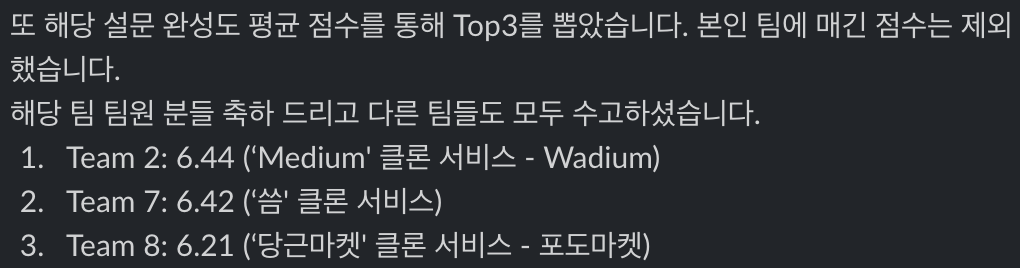 또 해당 설문 완성도 평균 점수를 통해 Top3를 뽑았습니다. 본인 팀에 매긴 점수는 제외
했습니다.
해당 팀 팀원 분들 축하 드리고 다른 팀들도 모두 수고하셨습니다.
1. Team 2: 6.44 (‘Medium' 클론 서비스 - Wadium)
2. Team 7: 6.42 (‘씀' 클론 서비스)
3. Team 8: 6.21 (‘당근마켓' 클론 서비스 - 포도마켓)